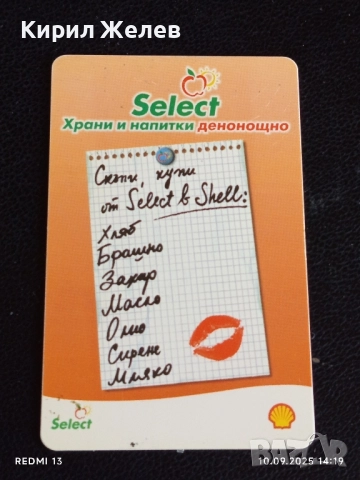 Кирил Желев
Select
Храни и напитки денонощно
Скъпи, купи
от Select в Shell:
Хляб
Брашно
Захар
Масло
Олио
Сирене
Мляко
Select
REDMI 13
10.09.2025 14:19
BAZAR